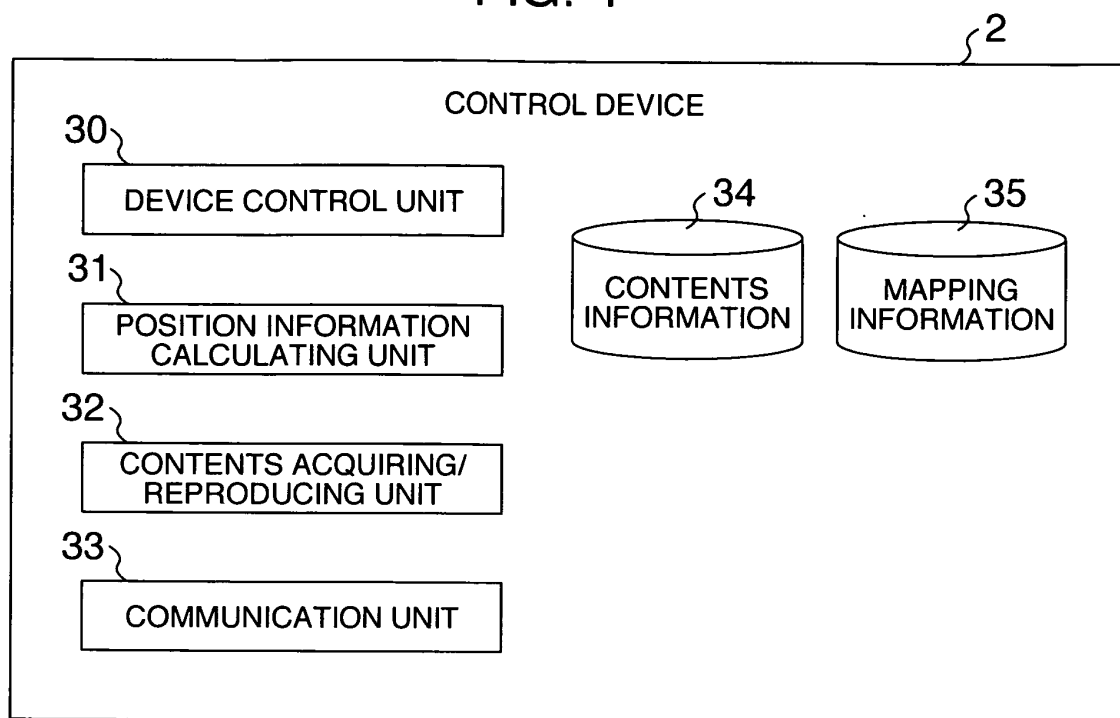 2
CONTROL DEVICE
30
DEVICE CONTROL UNIT
31
POSITION INFORMATION
CALCULATING UNIT
32
CONTENTS ACQUIRING/
REPRODUCING UNIT
33
COMMUNICATION UNIT
34
CONTENTS
INFORMATION
35
MAPPING
INFORMATION